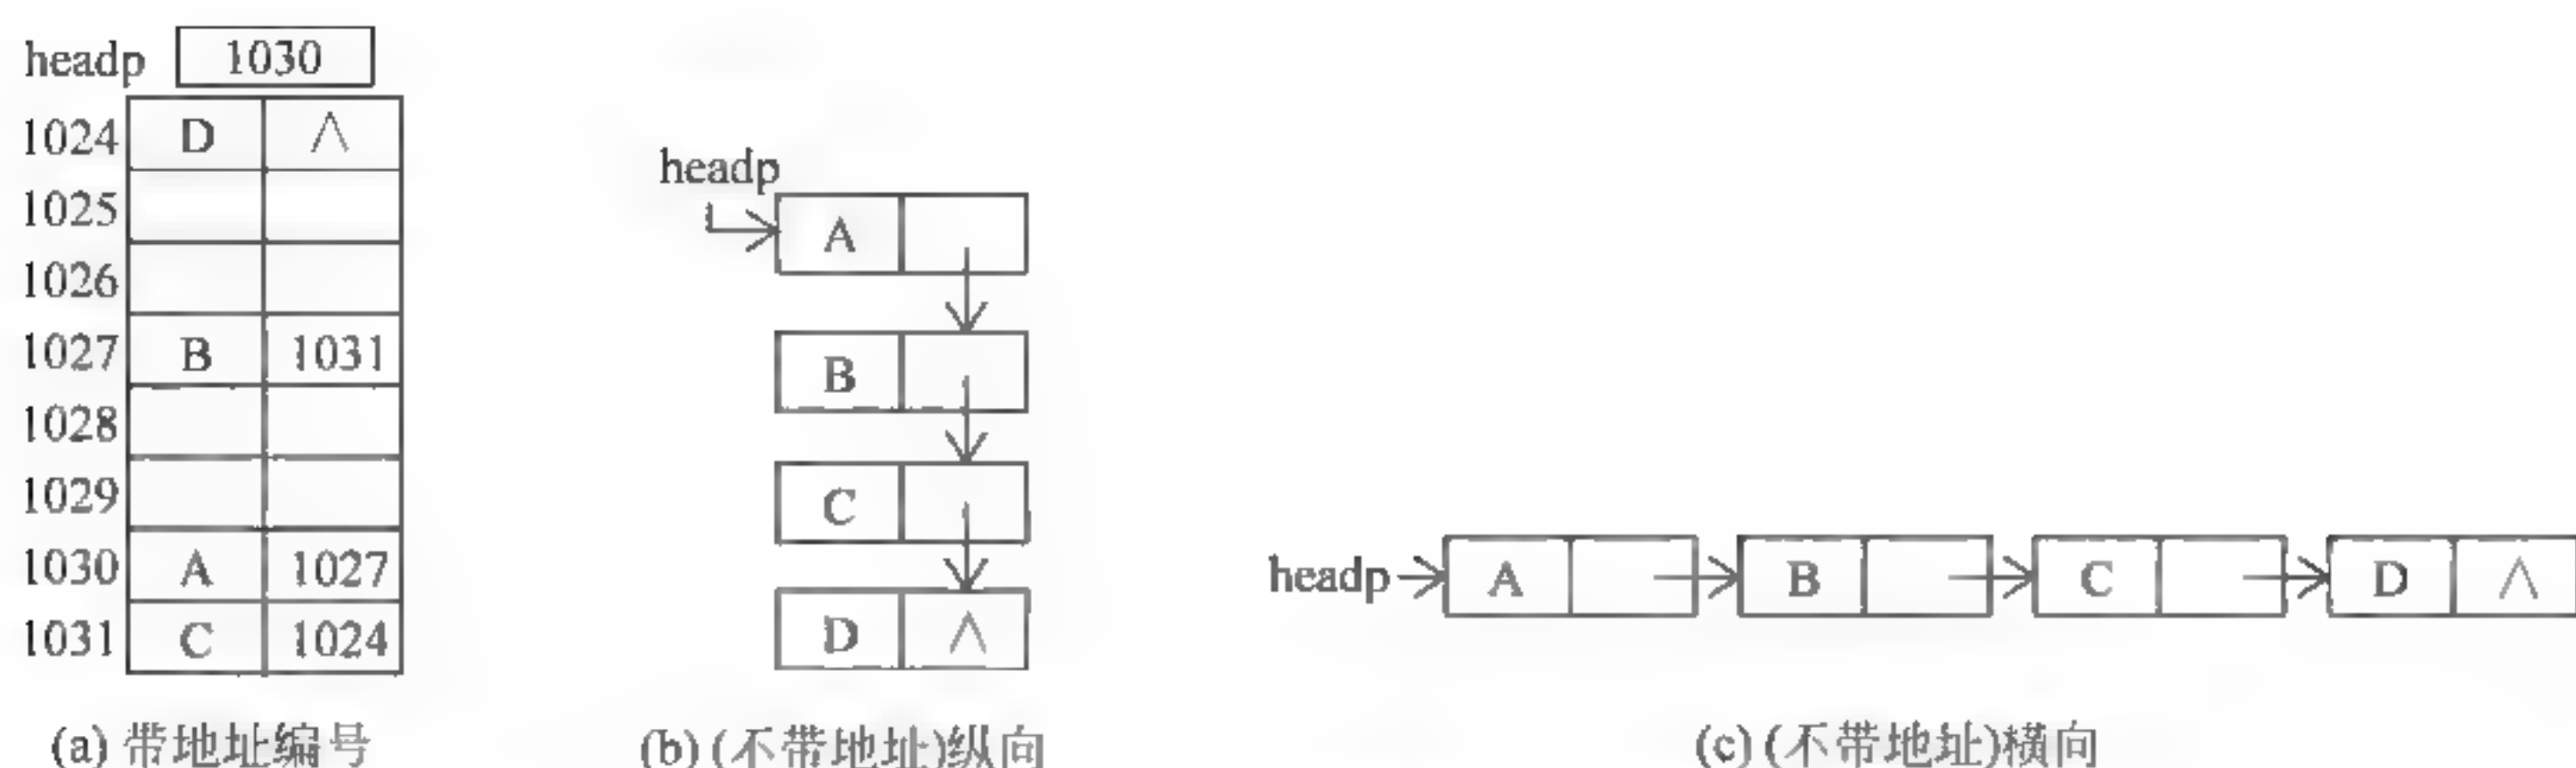 headp 1030
1024 D ∧
1025
1026
1027 B 1031
1028
1029
1030 A 1027
1031 C 1024
(a) 带地址编号
headp
A
B
C
D ∧
(b) (不带地址)纵向
headp A B C D ∧
(c) (不带地址)横向